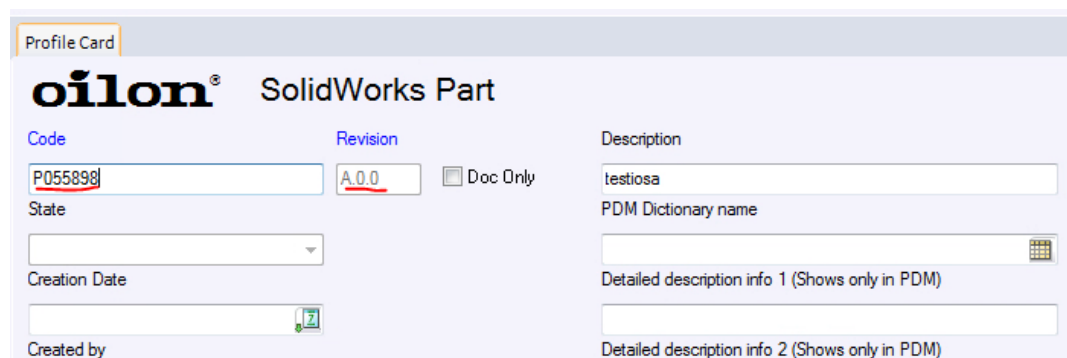 Profile Card
oilon® SolidWorks Part
Code Revision Description
P055898 A.0.0 Doc Only testiosa
State PDM Dictionary name
Creation Date Detailed description info 1 (Shows only in PDM)
Created by Detailed description info 2 (Shows only in PDM)